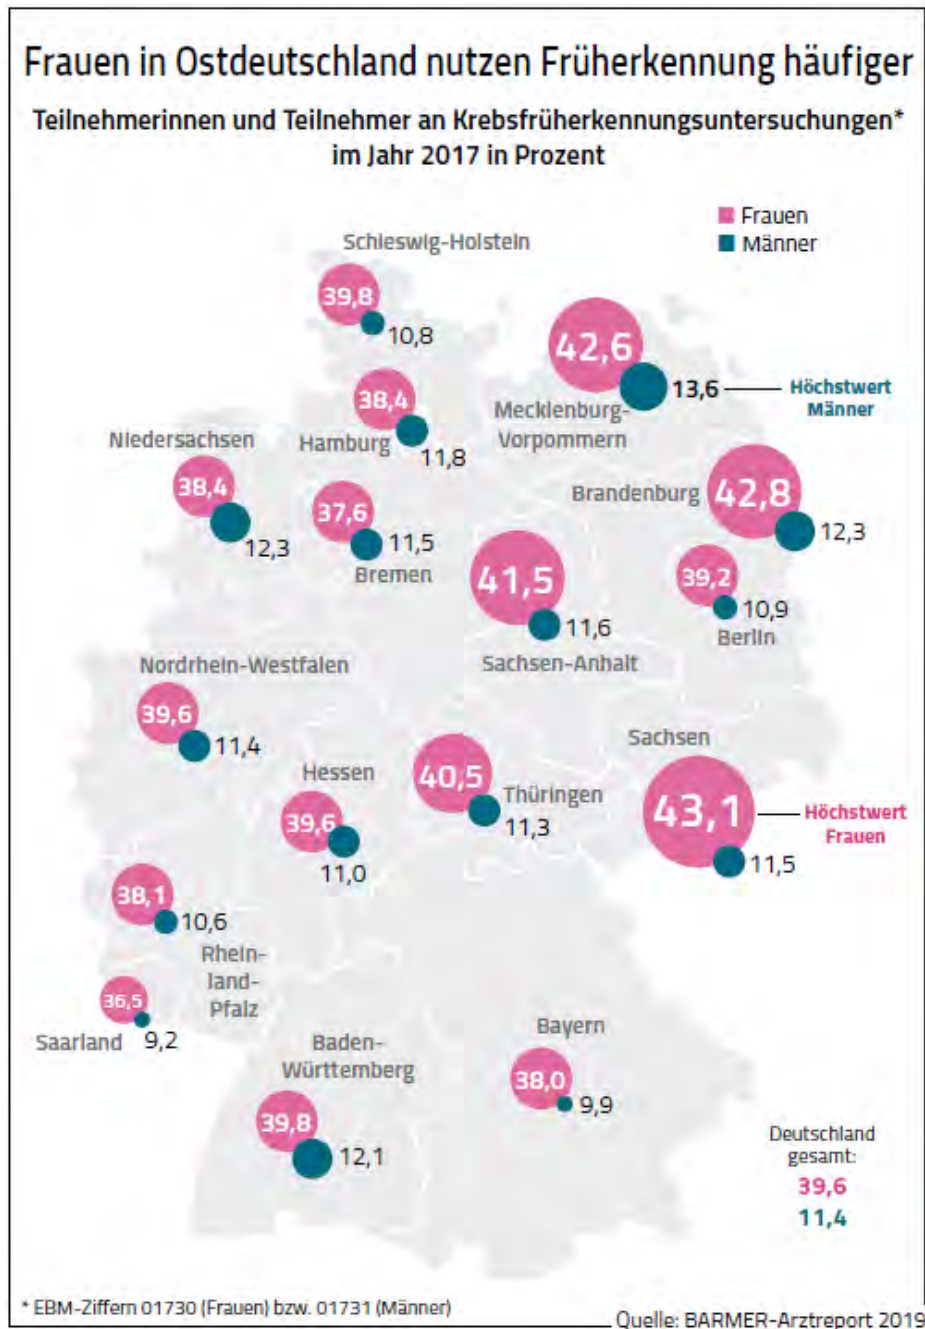 Frauen in Ostdeutschland nutzen Früherkennung häufiger
Teilnehmerinnen und Teilnehmer an Krebsfrüherkennungsuntersuchungen*
im Jahr 2017 in Prozent
Frauen
Männer
Schleswig-Holstein
39,8
10,8
42,6
13,6
Höchstwert
Männer
Mecklenburg-
Vorpommern
38,4
Hamburg
11,8
Niedersachsen
38,4
12,3
37,6
11,5
Bremen
Brandenburg
42,8
12,3
41,5
11,6
Sachsen-Anhalt
39,2
10,9
Berlin
Nordrhein-Westfalen
39,6
11,4
Hessen
39,6
11,0
40,5
Thüringen
11,3
Sachsen
43,1
Höchstwert
Frauen
11,5
38,1
10,6
Rhein-
land-
Pfalz
36,5
Saarland
9,2
Baden-
Württemberg
39,8
12,1
Bayern
38,0
9,9
Deutschland
gesamt:
39,6
11,4
* EBM-Ziffern 01730 (Frauen) bzw. 01731 (Männer)
Quelle: BARMER-Arztreport 2019